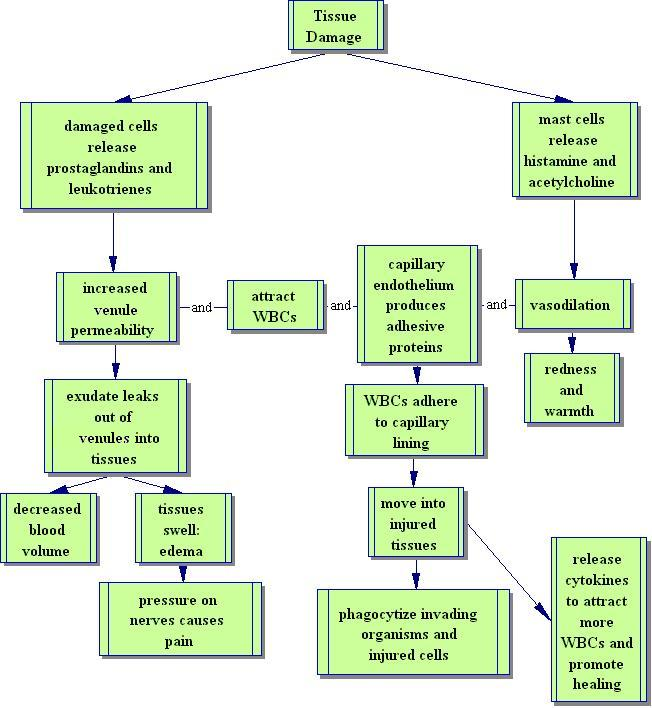 Tissue
Damage
damaged cells
release
prostaglandins and
leukotrienes
mast cells
release
histamine and
acetylcholine
increased
venule
permeability
and
attract
WBCs
and
capillary
endothelium
produces
adhesive
proteins
and
vasodilation
redness
and
warmth
exudate leaks
out of
venules into
tissues
WBCs adhere
to capillary
lining
decreased
blood
volume
tissues
swell:
edema
move into
injured
tissues
pressure on
nerves causes
pain
phagocytize invading
organisms and
injured cells
release
cytokines
to attract
more
WBCs and
promote
healing